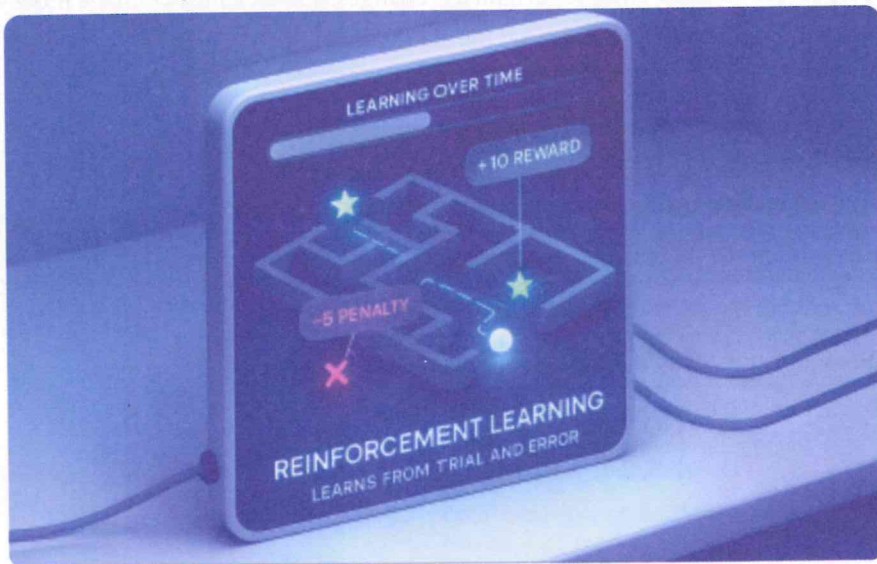 LEARNING OVER TIME
+10 REWARD
-5 PENALTY
REINFORCEMENT LEARNING
LEARNS FROM TRIAL AND ERROR